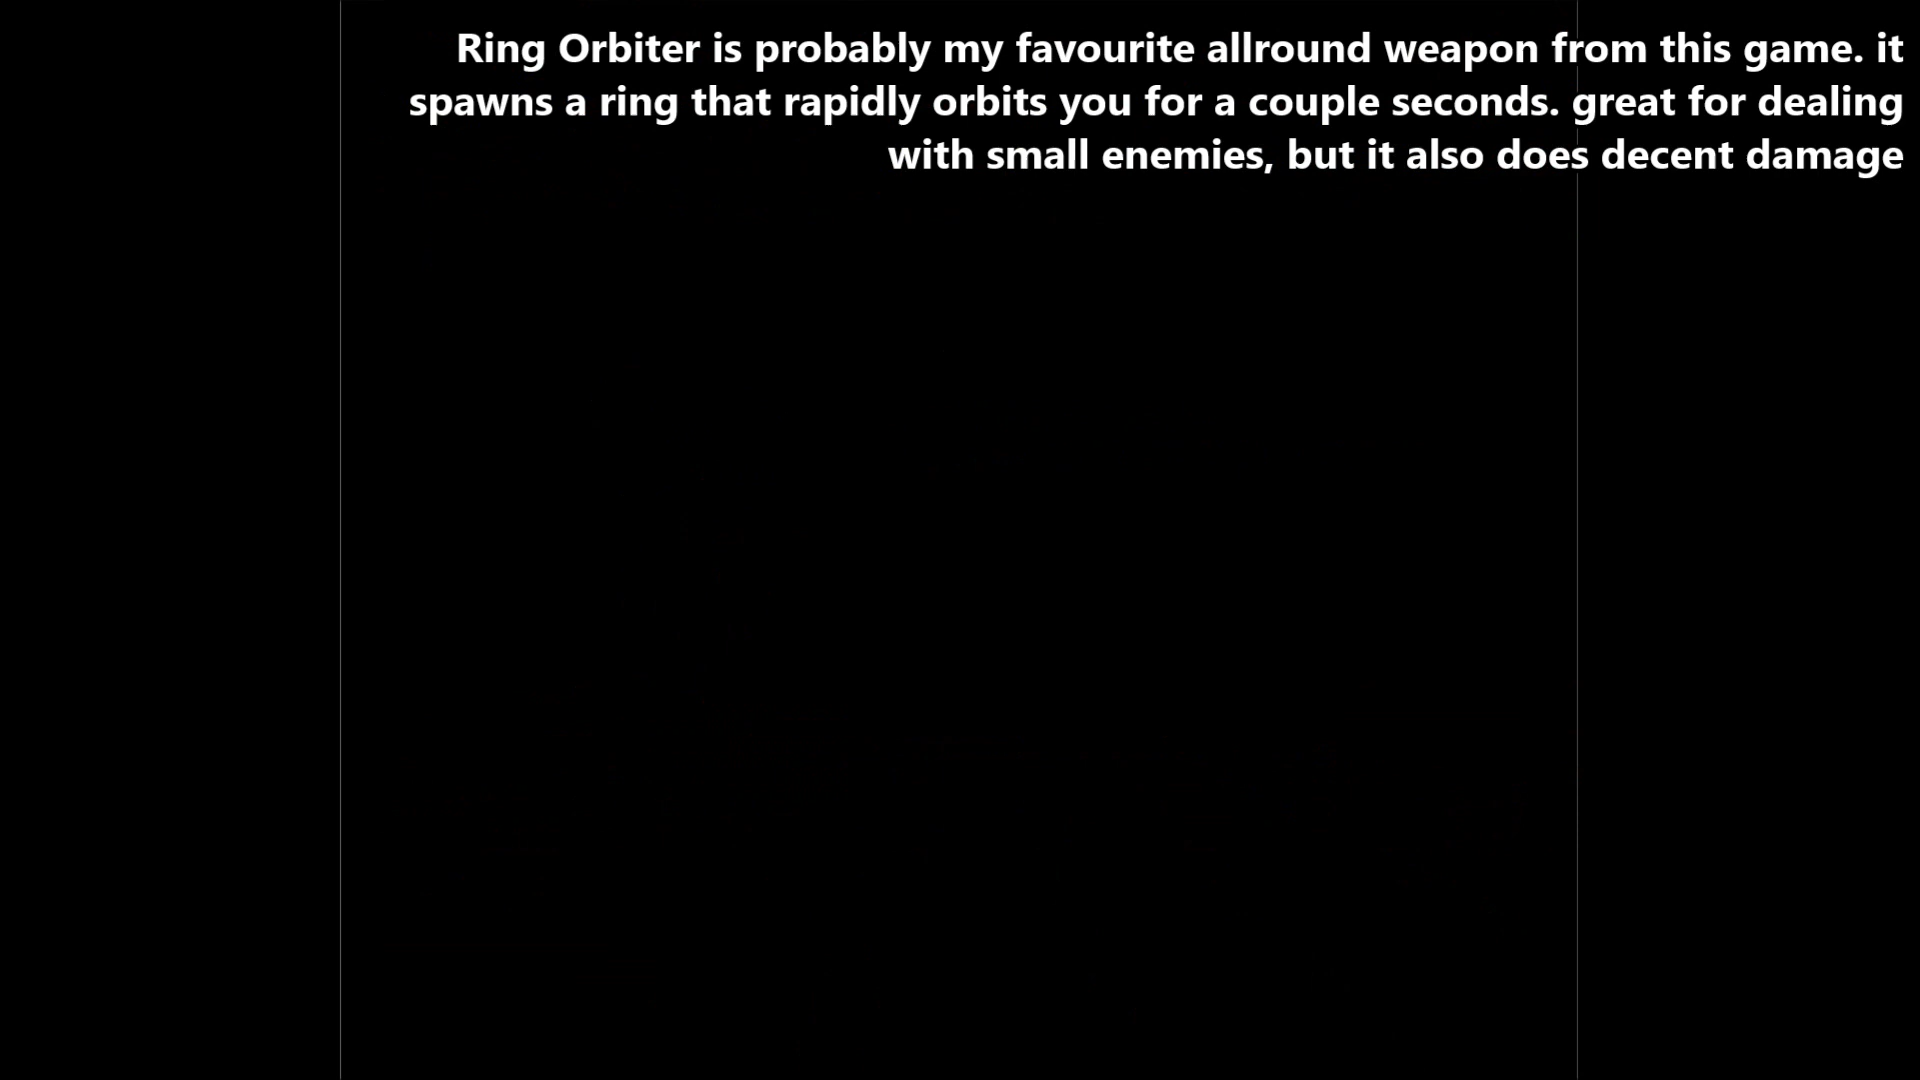 Ring Orbiter is probably my favourite allround weapon from this game. it
spawns a ring that rapidly orbits you for a couple seconds. great for dealing
with small enemies, but it also does decent damage